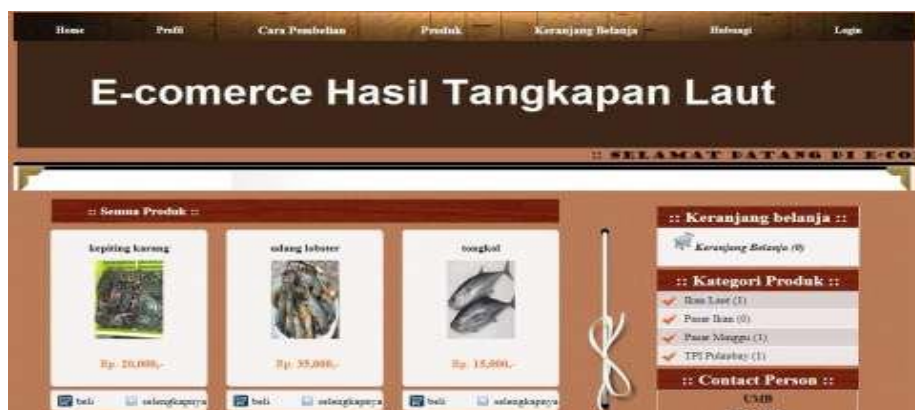 Home Profil Cara Pembelian Produk Keranjang Belanja Hubungi Login
E-comerce Hasil Tangkapan Laut
:: SELAMAT DATANG DI E-CO
:: Semua Produk ::
kepiting karang
udang lobster
tongkol
Rp. 20,000,-
Rp. 35,000,-
Rp. 15,000,-
beli selengkapnya
beli selengkapnya
beli selengkapnya
:: Keranjang belanja ::
Keranjang Belanja (0)
:: Kategori Produk ::
Ikan Laut (1)
Pasar Ikan (0)
Pasar Minggu (1)
TPI Pulaubay (1)
:: Contact Person ::
UMB